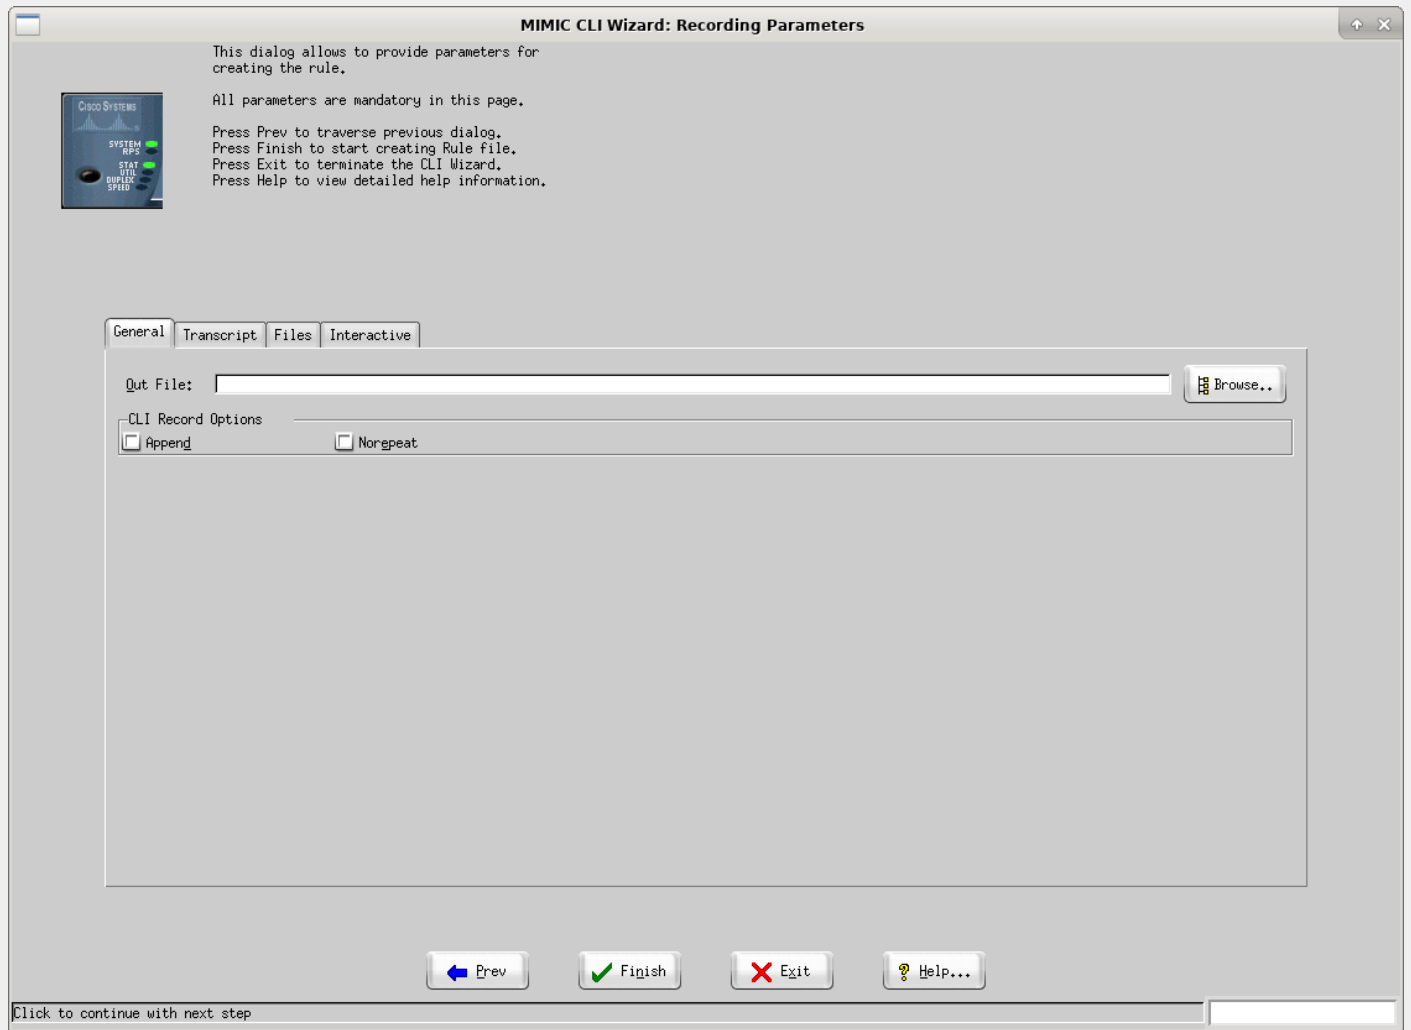 MIMIC CLI Wizard: Recording Parameters
This dialog allows to provide parameters for
creating the rule.
All parameters are mandatory in this page.
Press Prev to traverse previous dialog.
Press Finish to start creating Rule file.
Press Exit to terminate the CLI Wizard.
Press Help to view detailed help information.
CISCO SYSTEMS
SYSTEM
RPS
STAT
UTIL
DUPLEX
SPEED
General Transcript Files Interactive
Out File: Browse..
CLI Record Options
Append Norepeat
Prev Finish Exit Help...
Click to continue with next step